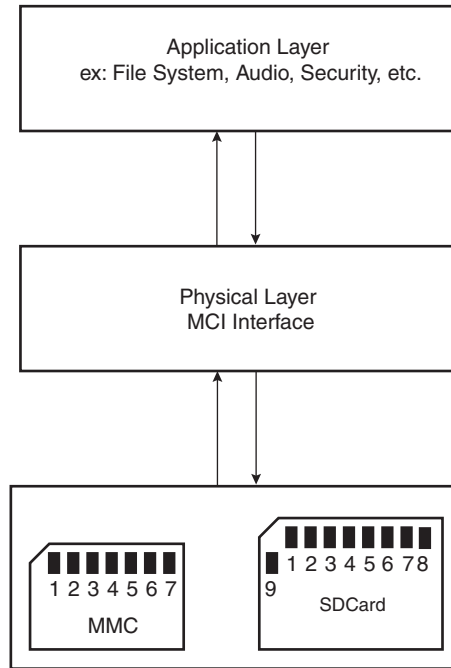 Application Layer
ex: File System, Audio, Security, etc.
Physical Layer
MCI Interface
1 2 3 4 5 6 7
MMC
1 2 3 4 5 6 7 8
9
SDCard